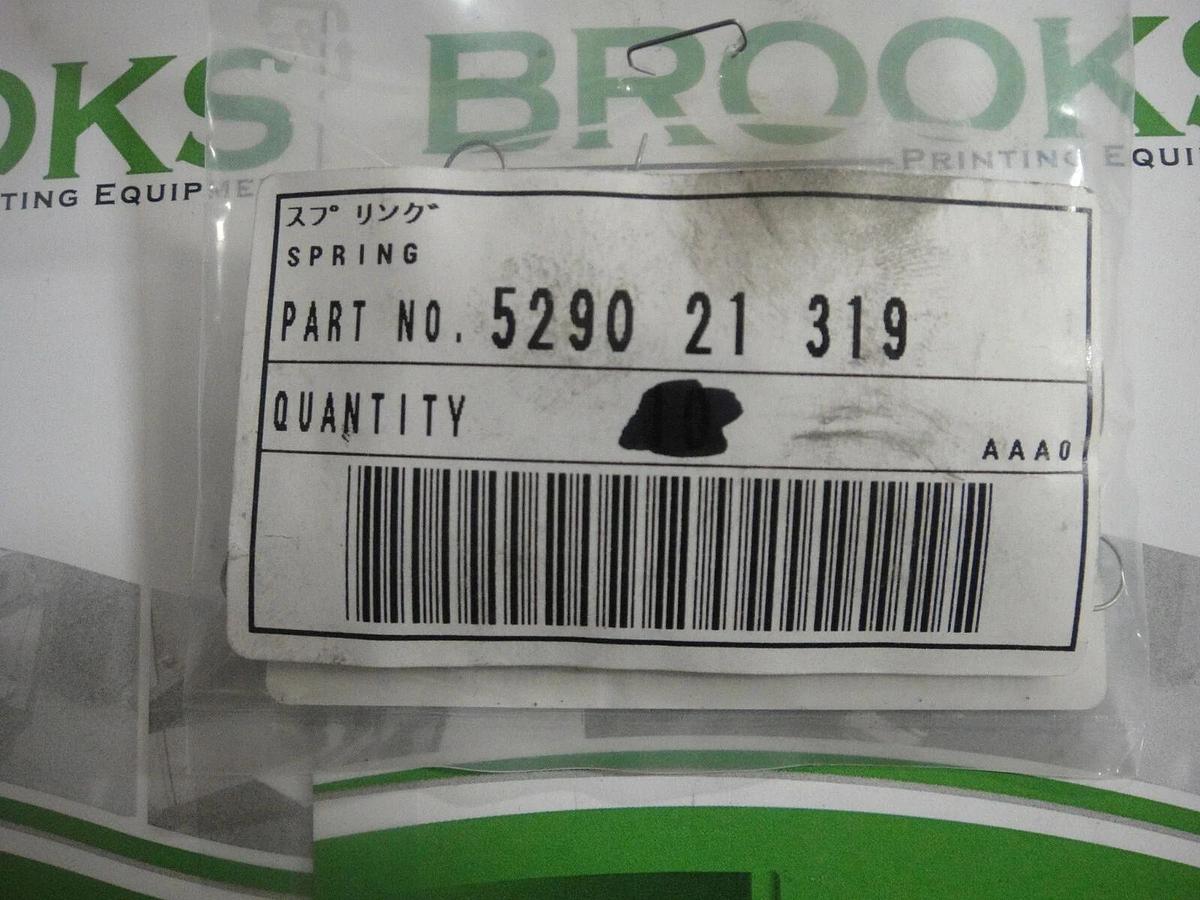 OKS
TING EQUIPME
BROOKS
PRINTING EQUI
スプリング
SPRING
PART NO. 5290 21 319
QUANTITY 10
AAA0